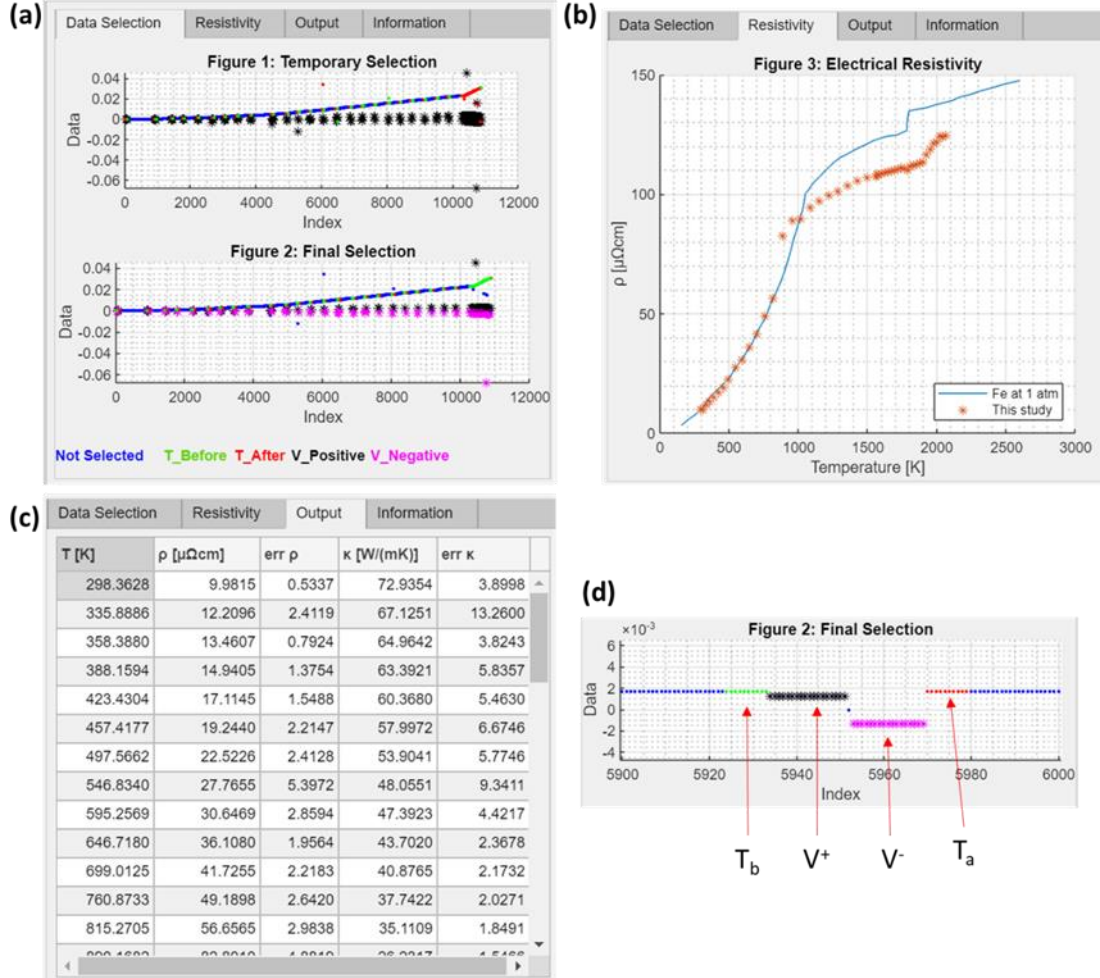 (a)
Data Selection Resistivity Output Information
Figure 1: Temporary Selection
0.04
0.02
0
-0.02
-0.04
-0.06
Data
0 2000 4000 6000 8000 10000 12000
Index
Figure 2: Final Selection
0.04
0.02
0
-0.02
-0.04
-0.06
Data
0 2000 4000 6000 8000 10000 12000
Index
Not Selected T_Before T_After V_Positive V_Negative
(b)
Data Selection Resistivity Output Information
Figure 3: Electrical Resistivity
150
100
50
0
ρ [µΩcm]
Fe at 1 atm
This study
0 500 1000 1500 2000 2500 3000
Temperature [K]
(c)
Data Selection Resistivity Output Information
T [K] ρ [µΩcm] err ρ κ [W/(mK)] err κ
298.3628 9.9815 0.5337 72.9354 3.8998
335.8886 12.2096 2.4119 67.1251 13.2600
358.3880 13.4607 0.7924 64.9642 3.8243
388.1594 14.9405 1.3754 63.3921 5.8357
423.4304 17.1145 1.5488 60.3680 5.4630
457.4177 19.2440 2.2147 57.9972 6.6746
497.5662 22.5226 2.4128 53.9041 5.7746
546.8340 27.7655 5.3972 48.0551 9.3411
595.2569 30.6469 2.8594 47.3923 4.4217
646.7180 36.1080 1.9564 43.7020 2.3678
699.0125 41.7255 2.2183 40.8765 2.1732
760.8733 49.1898 2.6420 37.7422 2.0271
815.2705 56.6565 2.9838 35.1109 1.8491
(d)
×10⁻³ Figure 2: Final Selection
6
4
2
0
-2
-4
Data
5900 5920 5940 5960 5980 6000
Index
T_b V⁺ V⁻ T_a